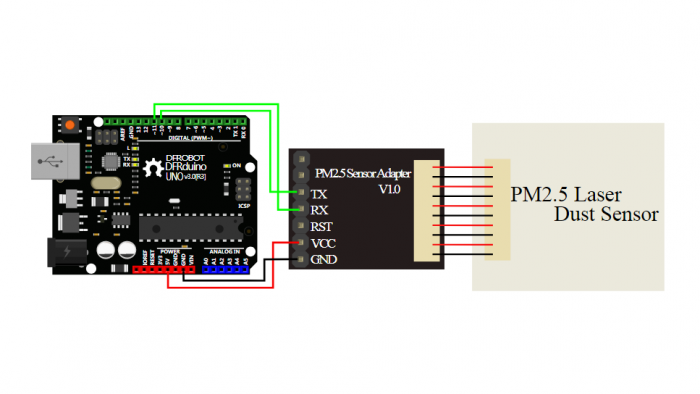 AREF
GND
13
12
~11
~10
~9
8
7
~6
~5
4
~3
2
TX 1
RX 0
DIGITAL (PWM~)
L
TX
RX
ON
DFROBOT
DFRduino
UNO v3.0[R3]
ICSP
POWER
ANALOG IN
IOREF
RESET
3V3
5V
GND
GND
VIN
A0
A1
A2
A3
A4
A5
PM2.5 Sensor Adapter
V1.0
TX
RX
RST
VCC
GND
PM2.5 Laser
Dust Sensor